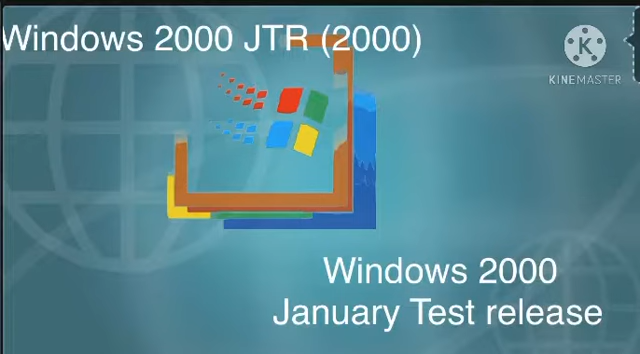 Windows 2000 JTR (2000)
KINEMASTER
Windows 2000
January Test release